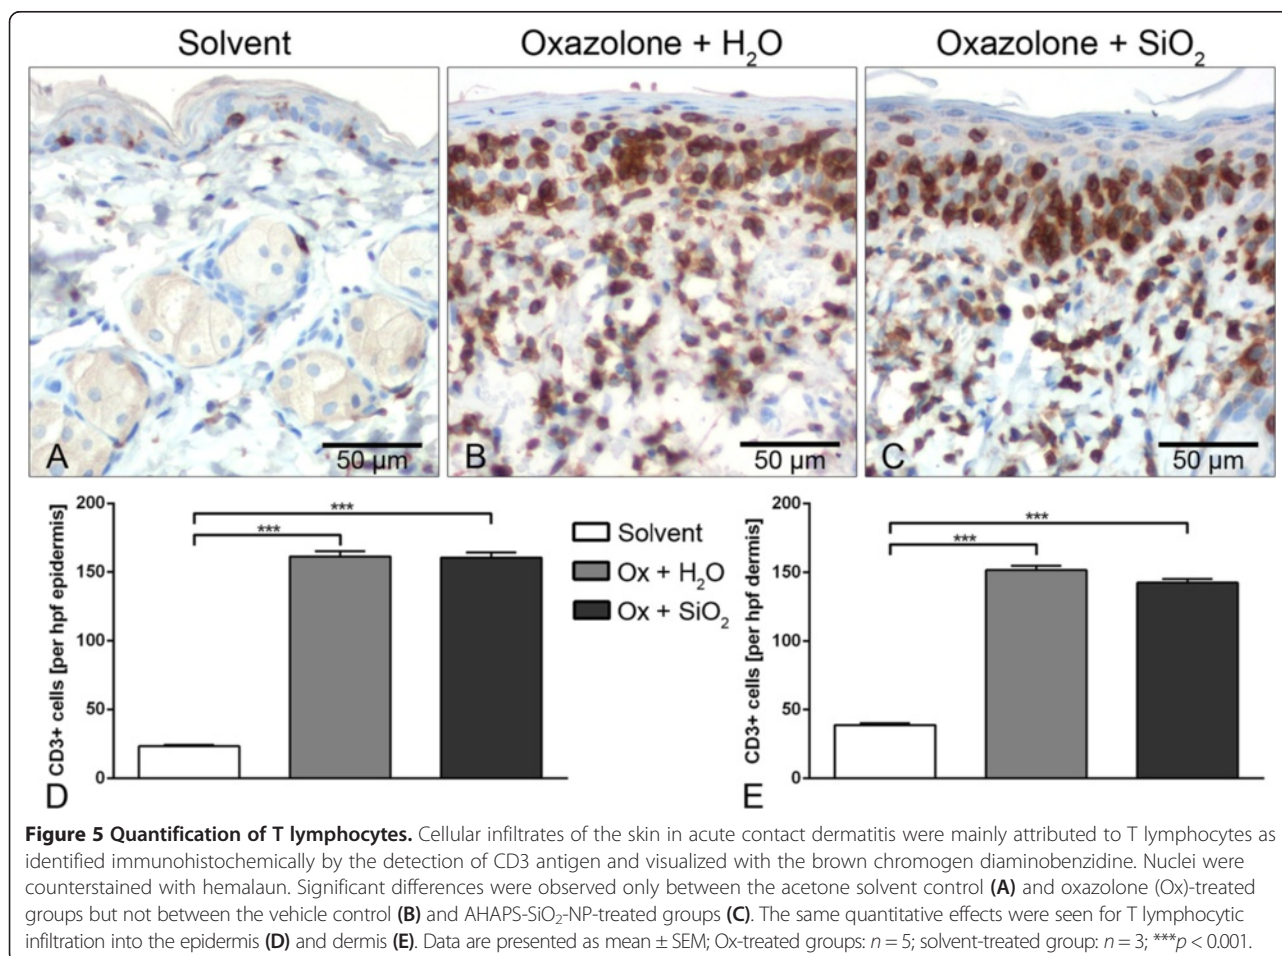 Solvent
Oxazolone + H₂O
Oxazolone + SiO₂
A
50 µm
B
50 µm
C
50 µm
CD3+ cells [per hpf epidermis]
200
150
100
50
0
***
***
D
Solvent
Ox + H₂O
Ox + SiO₂
CD3+ cells [per hpf dermis]
200
150
100
50
0
***
***
E
Figure 5 Quantification of T lymphocytes. Cellular infiltrates of the skin in acute contact dermatitis were mainly attributed to T lymphocytes as
identified immunohistochemically by the detection of CD3 antigen and visualized with the brown chromogen diaminobenzidine. Nuclei were
counterstained with hemalaun. Significant differences were observed only between the acetone solvent control (A) and oxazolone (Ox)-treated
groups but not between the vehicle control (B) and AHAPS-SiO₂-NP-treated groups (C). The same quantitative effects were seen for T lymphocytic
infiltration into the epidermis (D) and dermis (E). Data are presented as mean ± SEM; Ox-treated groups: n = 5; solvent-treated group: n = 3; ***p < 0.001.